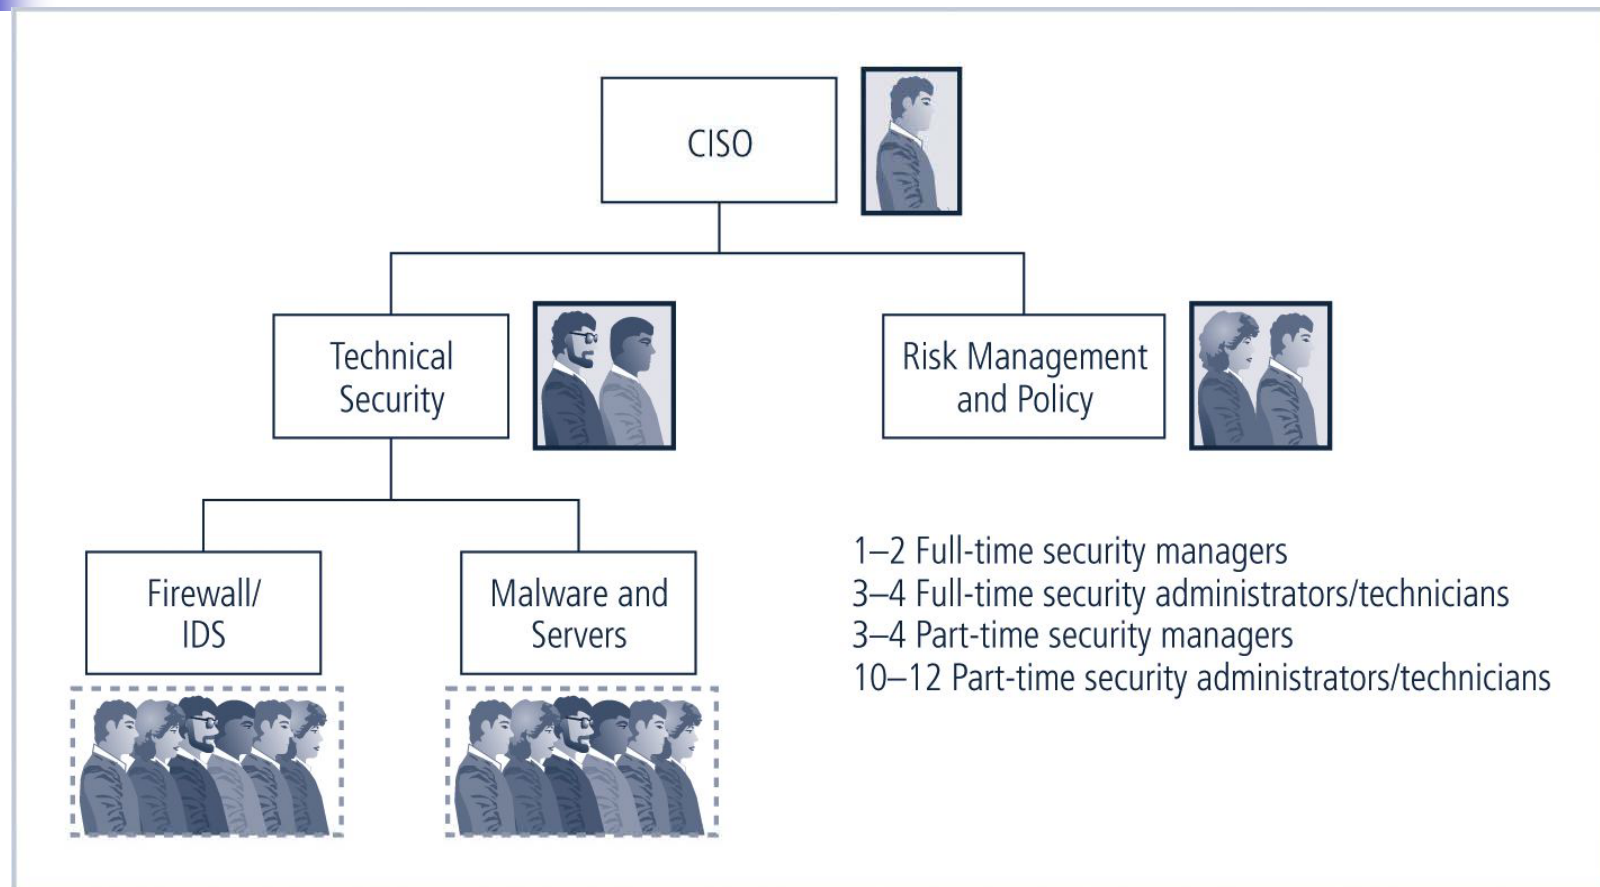 CISO
Technical
Security
Risk Management
and Policy
Firewall/
IDS
Malware and
Servers
1–2 Full-time security managers
3–4 Full-time security administrators/technicians
3–4 Part-time security managers
10–12 Part-time security administrators/technicians